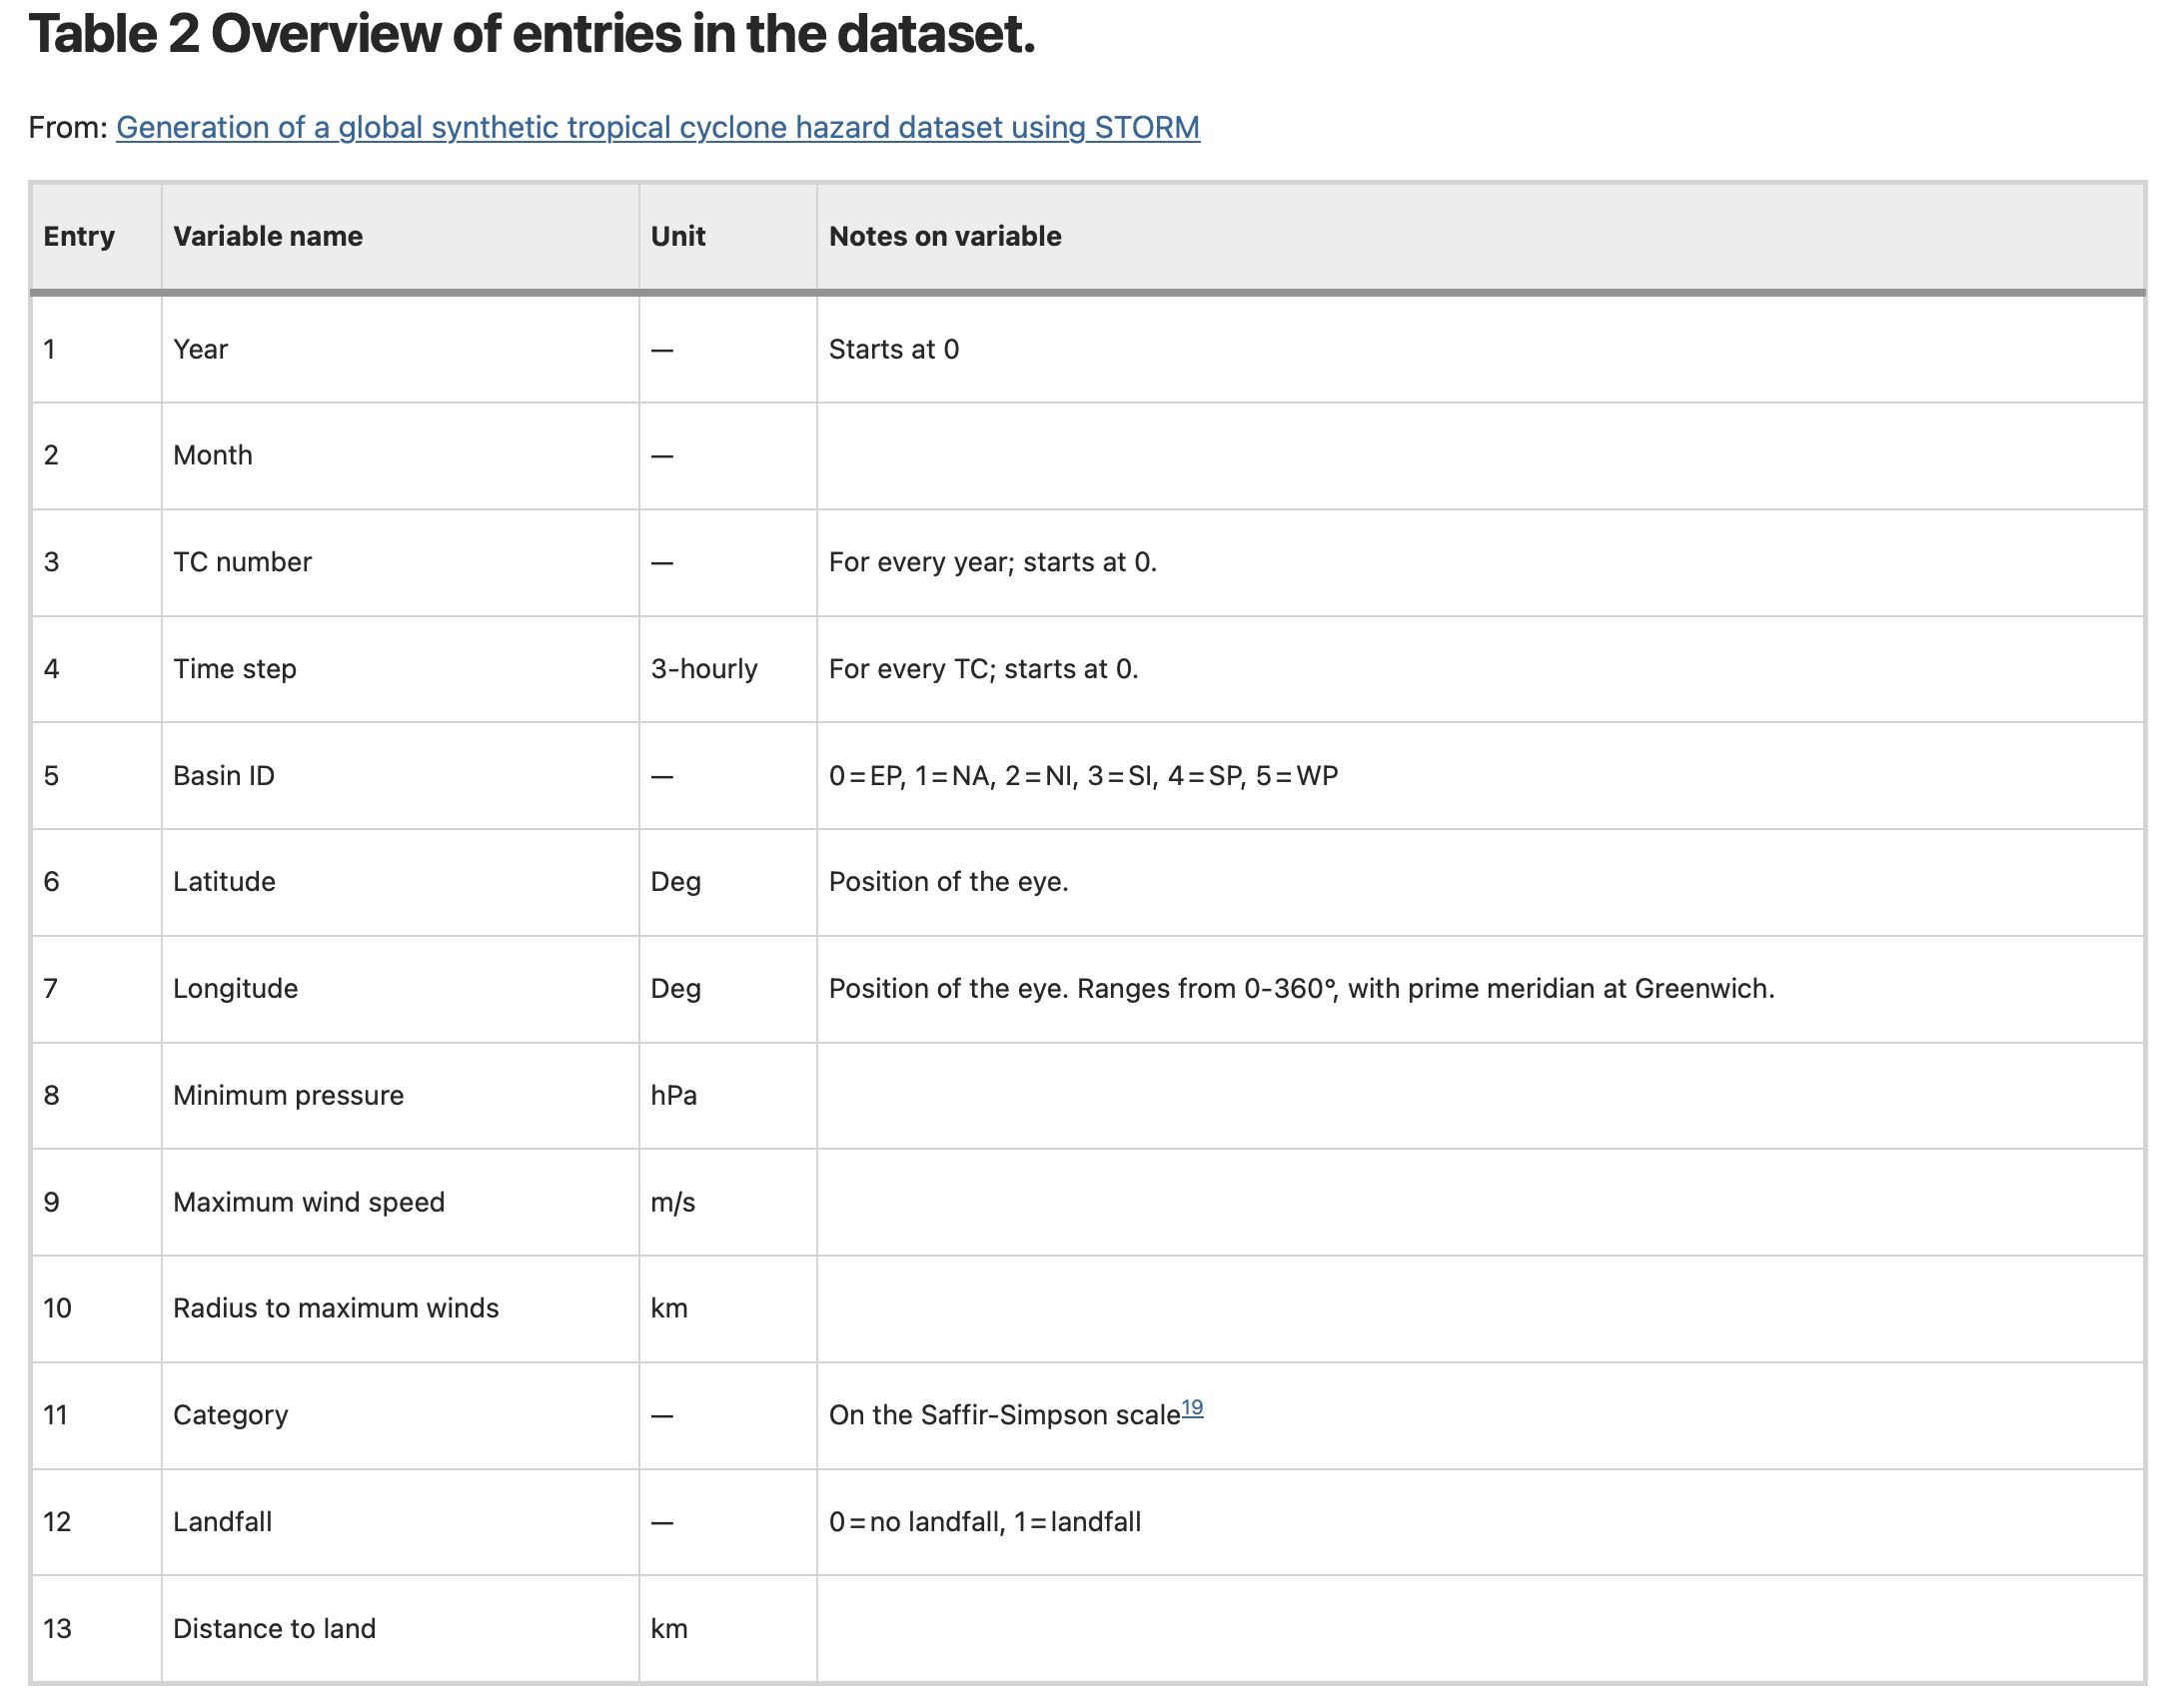 Table 2 Overview of entries in the dataset.
From: Generation of a global synthetic tropical cyclone hazard dataset using STORM
Entry Variable name Unit Notes on variable
1 Year — Starts at 0
2 Month —
3 TC number — For every year; starts at 0.
4 Time step 3-hourly For every TC; starts at 0.
5 Basin ID — 0=EP, 1=NA, 2=NI, 3=SI, 4=SP, 5=WP
6 Latitude Deg Position of the eye.
7 Longitude Deg Position of the eye. Ranges from 0-360°, with prime meridian at Greenwich.
8 Minimum pressure hPa
9 Maximum wind speed m/s
10 Radius to maximum winds km
11 Category — On the Saffir-Simpson scale19
12 Landfall — 0=no landfall, 1=landfall
13 Distance to land km